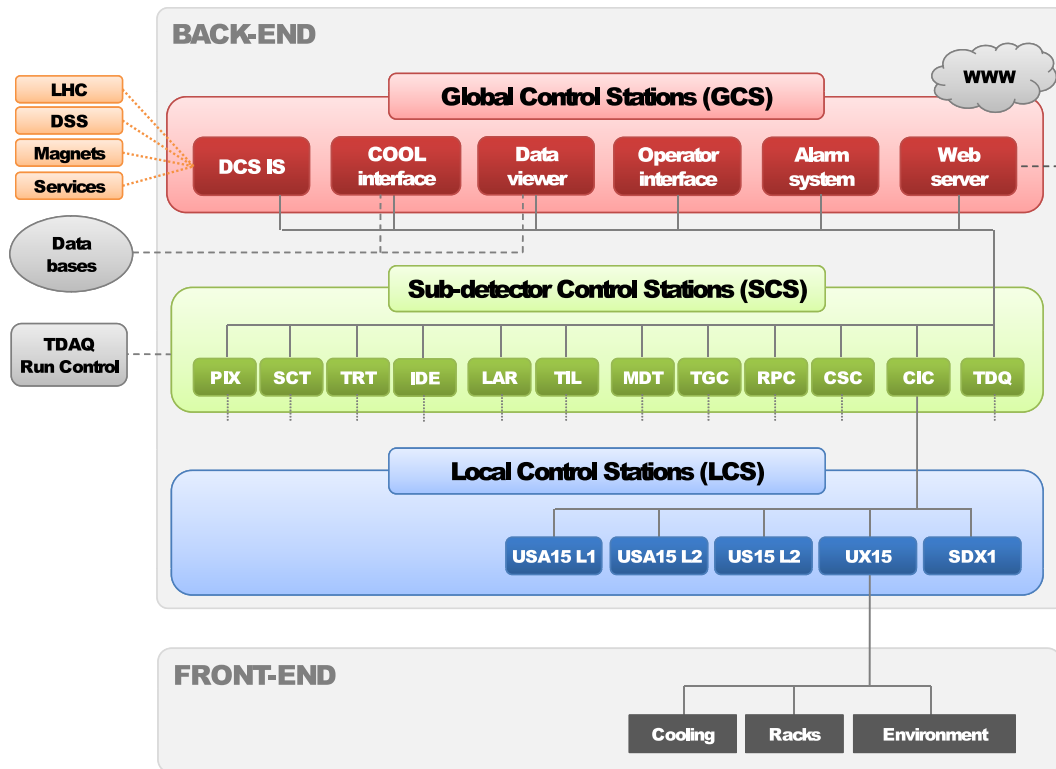 BACK-END
WWW
LHC
DSS
Magnets
Services
Global Control Stations (GCS)
DCS IS
COOL
interface
Data
viewer
Operator
interface
Alarm
system
Web
server
Data
bases
Sub-detector Control Stations (SCS)
TDAQ
Run Control
PIX
SCT
TRT
IDE
LAR
TIL
MDT
TGC
RPC
CSC
CIC
TDQ
Local Control Stations (LCS)
USA15 L1
USA15 L2
US15 L2
UX15
SDX1
FRONT-END
Cooling
Racks
Environment